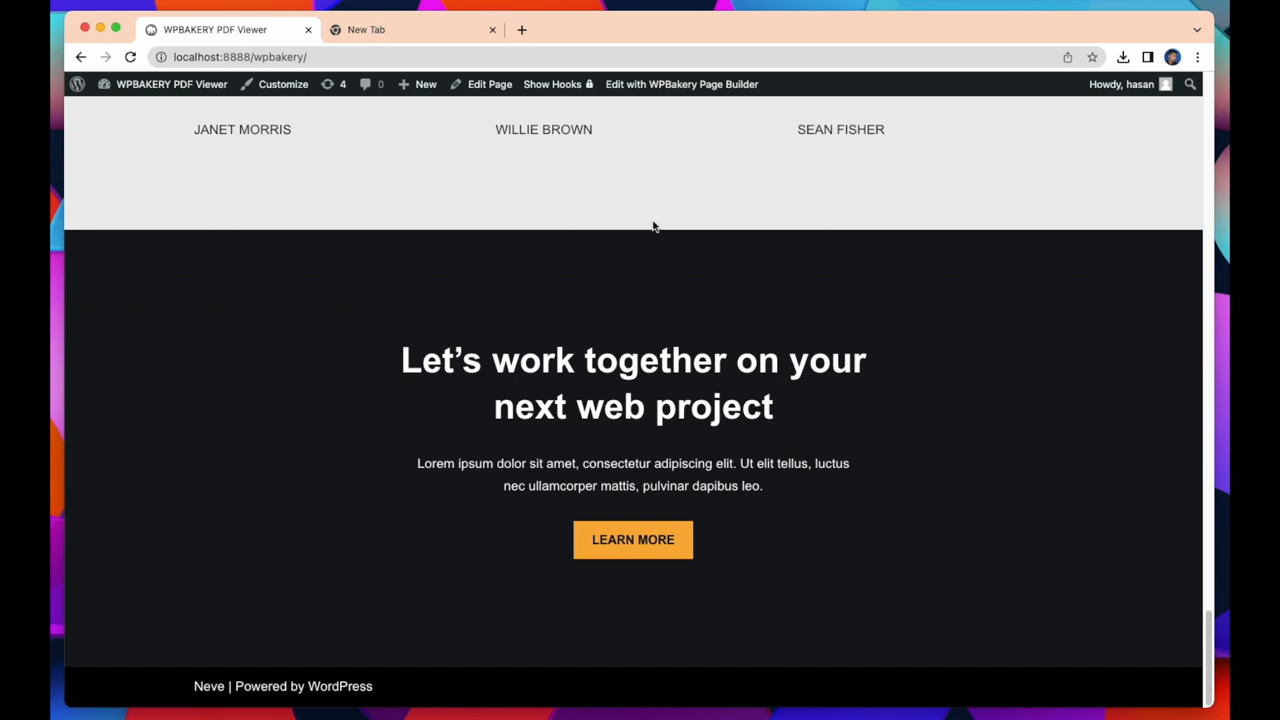 WPBAKERY PDF Viewer
New Tab
localhost:8888/wpbakery/
WPBAKERY PDF Viewer Customize 4 0 New Edit Page Show Hooks Edit with WPBakery Page Builder Howdy, hasan
JANET MORRIS WILLIE BROWN SEAN FISHER
Let’s work together on your
next web project
Lorem ipsum dolor sit amet, consectetur adipiscing elit. Ut elit tellus, luctus
nec ullamcorper mattis, pulvinar dapibus leo.
LEARN MORE
Neve | Powered by WordPress